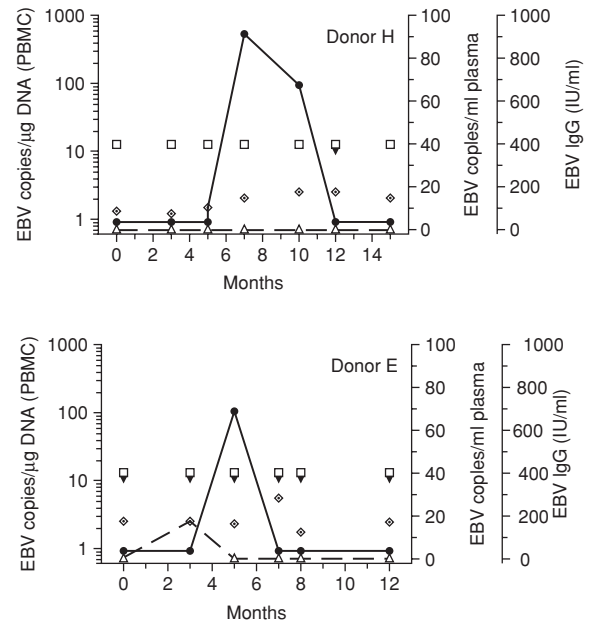 EBV copies/µg DNA (PBMC)
1000
100
10
1
Donor H
100
80
60
40
20
0
EBV coples/ml plasma
1000
800
600
400
200
0
EBV IgG (IU/ml)
0 2 4 6 8 10 12 14
Months
EBV copies/µg DNA (PBMC)
1000
100
10
1
Donor E
100
80
60
40
20
0
EBV coples/ml plasma
1000
800
600
400
200
0
EBV IgG (IU/ml)
0 2 4 6 8 10 12
Months